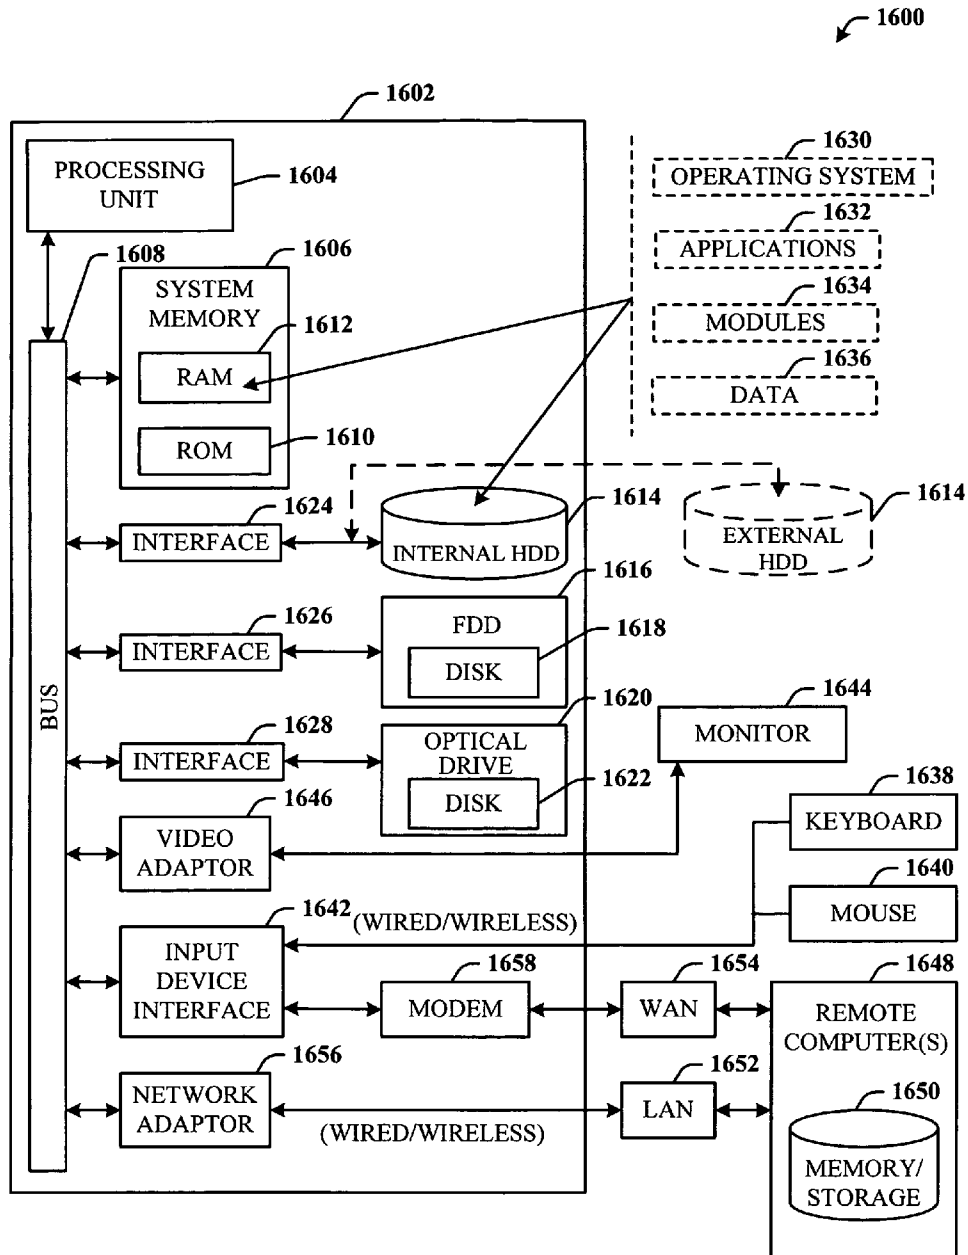 1600
1602
PROCESSING
UNIT
1604
1630
OPERATING SYSTEM
1632
APPLICATIONS
1634
MODULES
1636
DATA
1608
1606
SYSTEM
MEMORY
1612
RAM
1610
ROM
1624
INTERFACE
1614
INTERNAL HDD
1614
EXTERNAL
HDD
1626
INTERFACE
1616
FDD
1618
DISK
BUS
1628
INTERFACE
1620
OPTICAL
DRIVE
1622
DISK
1644
MONITOR
1646
VIDEO
ADAPTOR
1638
KEYBOARD
1640
MOUSE
1642
(WIRED/WIRELESS)
INPUT
DEVICE
INTERFACE
1658
MODEM
1654
WAN
1648
REMOTE
COMPUTER(S)
1656
NETWORK
ADAPTOR
(WIRED/WIRELESS)
1652
LAN
1650
MEMORY/
STORAGE